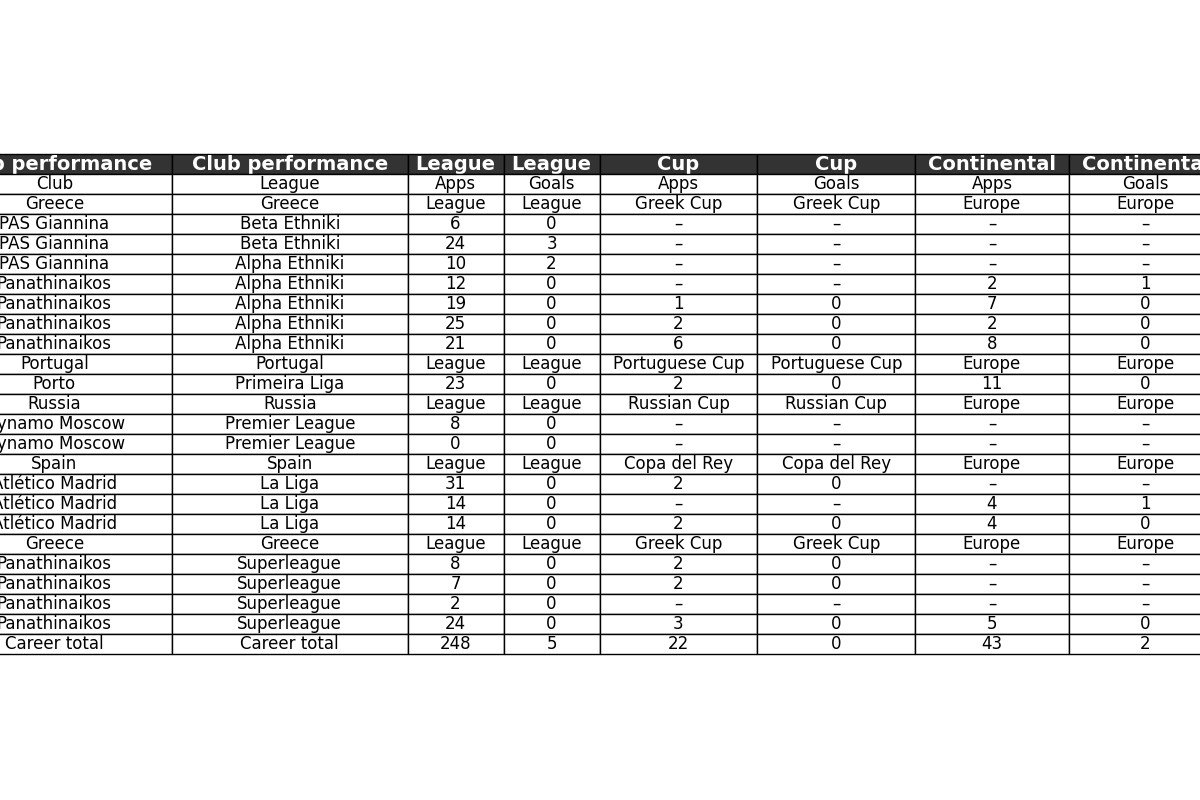 performance Club performance League League Cup Cup Continental Continenta
Club League Apps Goals Apps Goals Apps Goals
Greece Greece League League Greek Cup Greek Cup Europe Europe
PAS Giannina Beta Ethniki 6 0 – – – –
PAS Giannina Beta Ethniki 24 3 – – – –
PAS Giannina Alpha Ethniki 10 2 – – – –
Panathinaikos Alpha Ethniki 12 0 – – 2 1
Panathinaikos Alpha Ethniki 19 0 1 0 7 0
Panathinaikos Alpha Ethniki 25 0 2 0 2 0
Panathinaikos Alpha Ethniki 21 0 6 0 8 0
Portugal Portugal League League Portuguese Cup Portuguese Cup Europe Europe
Porto Primeira Liga 23 0 2 0 11 0
Russia Russia League League Russian Cup Russian Cup Europe Europe
ynamo Moscow Premier League 8 0 – – – –
ynamo Moscow Premier League 0 0 – – – –
Spain Spain League League Copa del Rey Copa del Rey Europe Europe
Atlético Madrid La Liga 31 0 2 0 – –
Atlético Madrid La Liga 14 0 – – 4 1
Atlético Madrid La Liga 14 0 2 0 4 0
Greece Greece League League Greek Cup Greek Cup Europe Europe
Panathinaikos Superleague 8 0 2 0 – –
Panathinaikos Superleague 7 0 2 0 – –
Panathinaikos Superleague 2 0 – – – –
Panathinaikos Superleague 24 0 3 0 5 0
Career total Career total 248 5 22 0 43 2